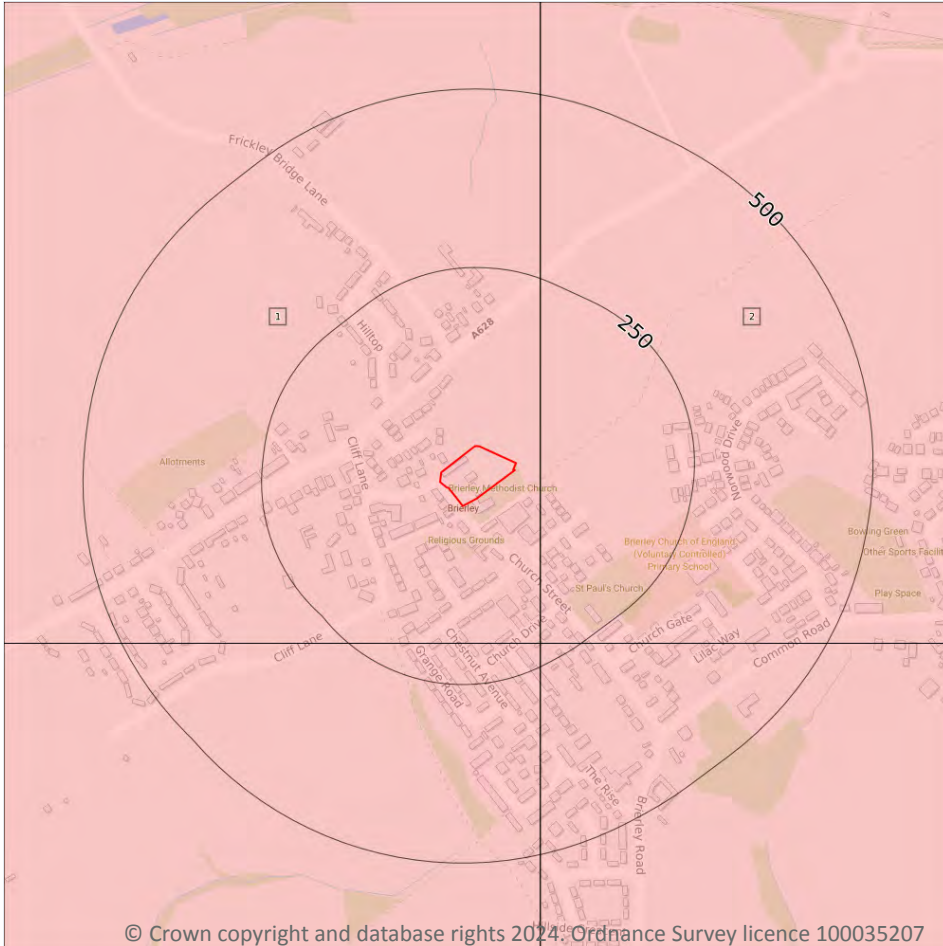 Frickley Bridge Lane
500
1
2
250
A628
Hilltop
Allotments
Cliff Lane
Norwood Drive
Brierley Methodist Church
Brierley
Religious Grounds
Bowling Green
Other Sports Facilit
Brierley Church of England
(Voluntary Controlled)
Primary School
Church Street
St Paul's Church
Play Space
Church Gate
Lilac Way
Common Road
Cliff Lane
Chestnut Avenue
Church Drive
Grange Road
The Rise
Brierley Road
© Crown copyright and database rights 2024. Ordnance Survey licence 100035207